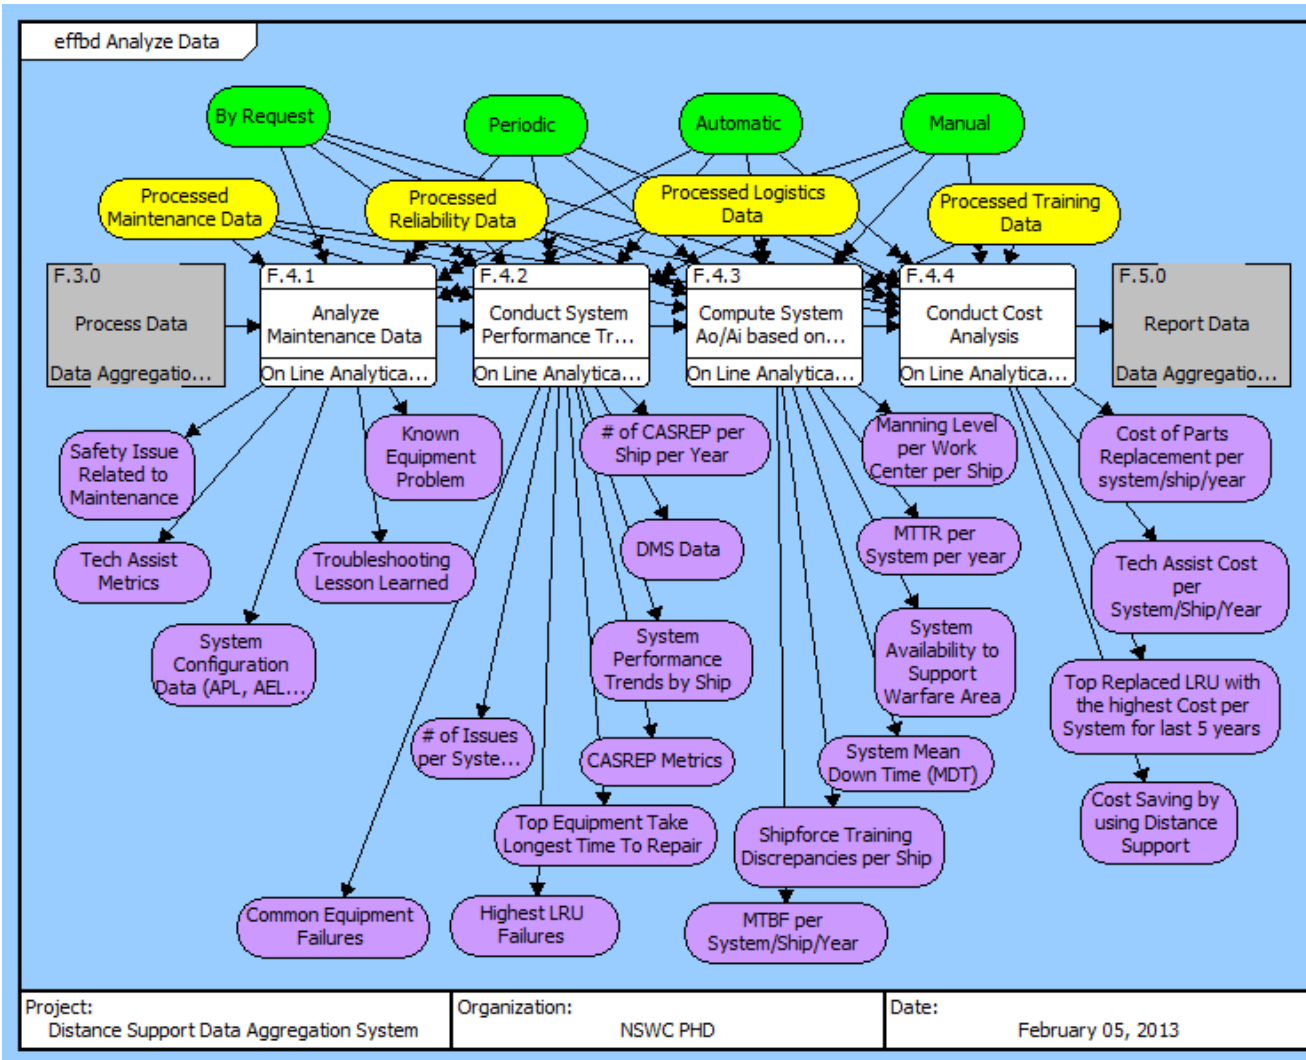 effbd Analyze Data
By Request
Periodic
Automatic
Manual
Processed
Maintenance Data
Processed
Reliability Data
Processed Logistics
Data
Processed Training
Data
F.3.0
Process Data
Data Aggregatio...
F.4.1
Analyze
Maintenance Data
On Line Analytica...
F.4.2
Conduct System
Performance Tr...
On Line Analytica...
F.4.3
Compute System
Ao/Ai based on...
On Line Analytica...
F.4.4
Conduct Cost
Analysis
On Line Analytica...
F.5.0
Report Data
Data Aggregatio...
Safety Issue
Related to
Maintenance
Known
Equipment
Problem
# of CASREP per
Ship per Year
Manning Level
per Work
Center per Ship
Cost of Parts
Replacement per
system/ship/year
Tech Assist
Metrics
Troubleshooting
Lesson Learned
DMS Data
MTTR per
System per year
Tech Assist Cost
per
System/Ship/Year
System
Configuration
Data (APL, AEL...
System
Performance
Trends by Ship
System
Availability to
Support
Warfare Area
Top Replaced LRU with
the highest Cost per
System for last 5 years
# of Issues
per Syste...
CASREP Metrics
System Mean
Down Time (MDT)
Cost Saving by
using Distance
Support
Top Equipment Take
Longest Time To Repair
Shipforce Training
Discrepancies per Ship
Common Equipment
Failures
Highest LRU
Failures
MTBF per
System/Ship/Year
Project:
Distance Support Data Aggregation System
Organization:
NSWC PHD
Date:
February 05, 2013